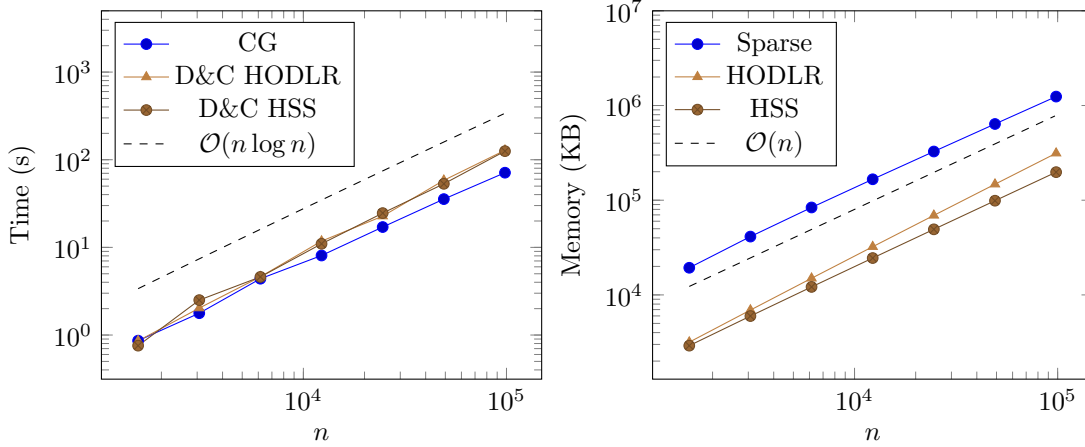 CG
D&C HODLR
D&C HSS
𝒪(n log n)
10^3
10^2
10^1
10^0
Time (s)
10^4
10^5
n
Sparse
HODLR
HSS
𝒪(n)
10^7
10^6
10^5
10^4
Memory (KB)
10^4
10^5
n